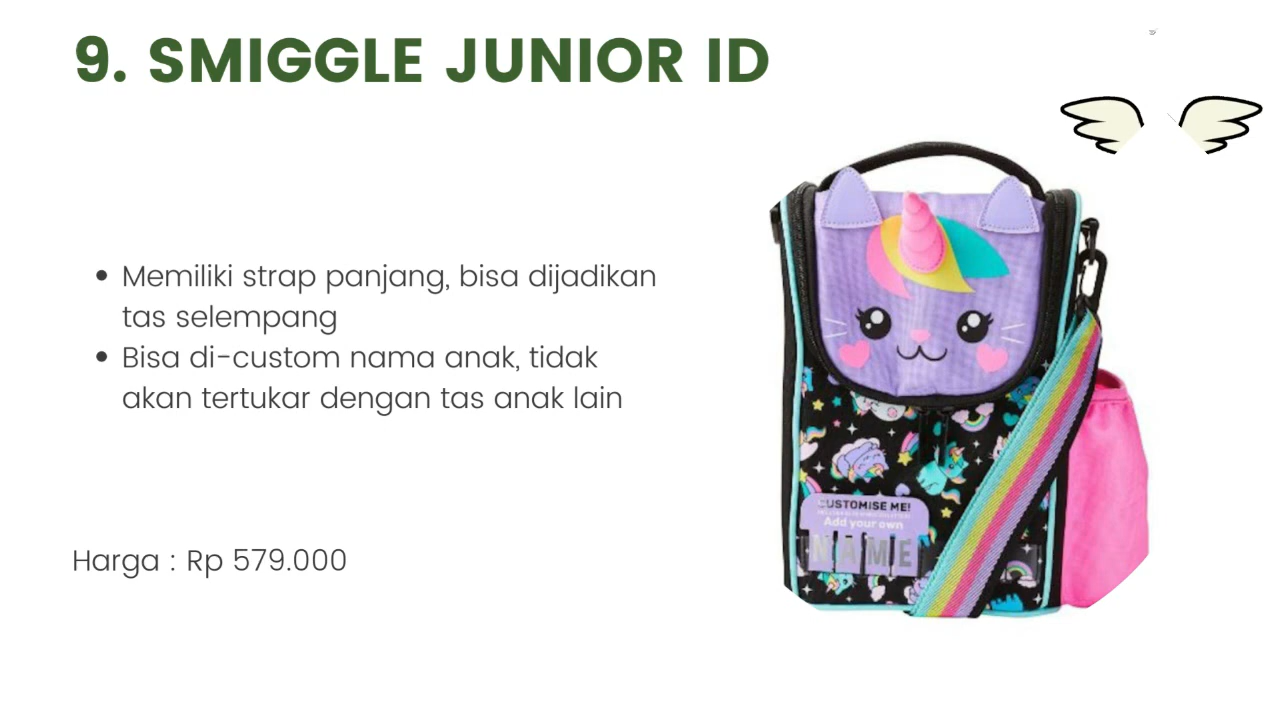 9. SMIGGLE JUNIOR ID
• Memiliki strap panjang, bisa dijadikan
tas selempang
• Bisa di-custom nama anak, tidak
akan tertukar dengan tas anak lain
Harga : Rp 579.000
CUSTOMISE ME!
Add your own
NAME